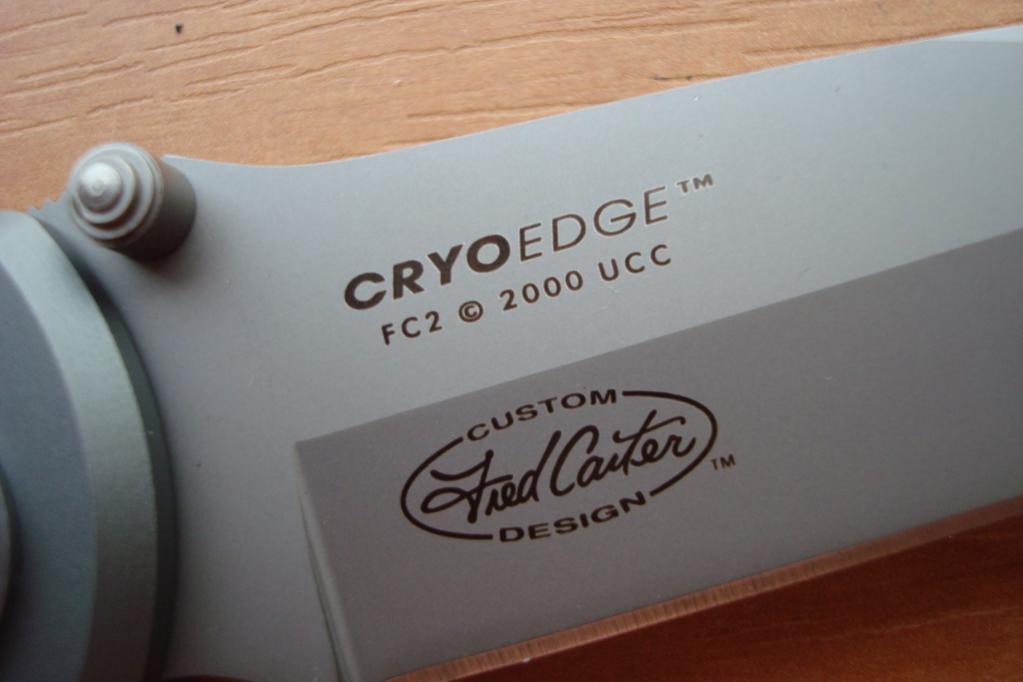 CRYOEDGE™
FC2 © 2000 UCC
CUSTOM
Fred Carter
DESIGN ™